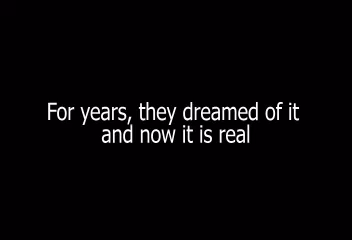 For years, they dreamed of it
and now it is real